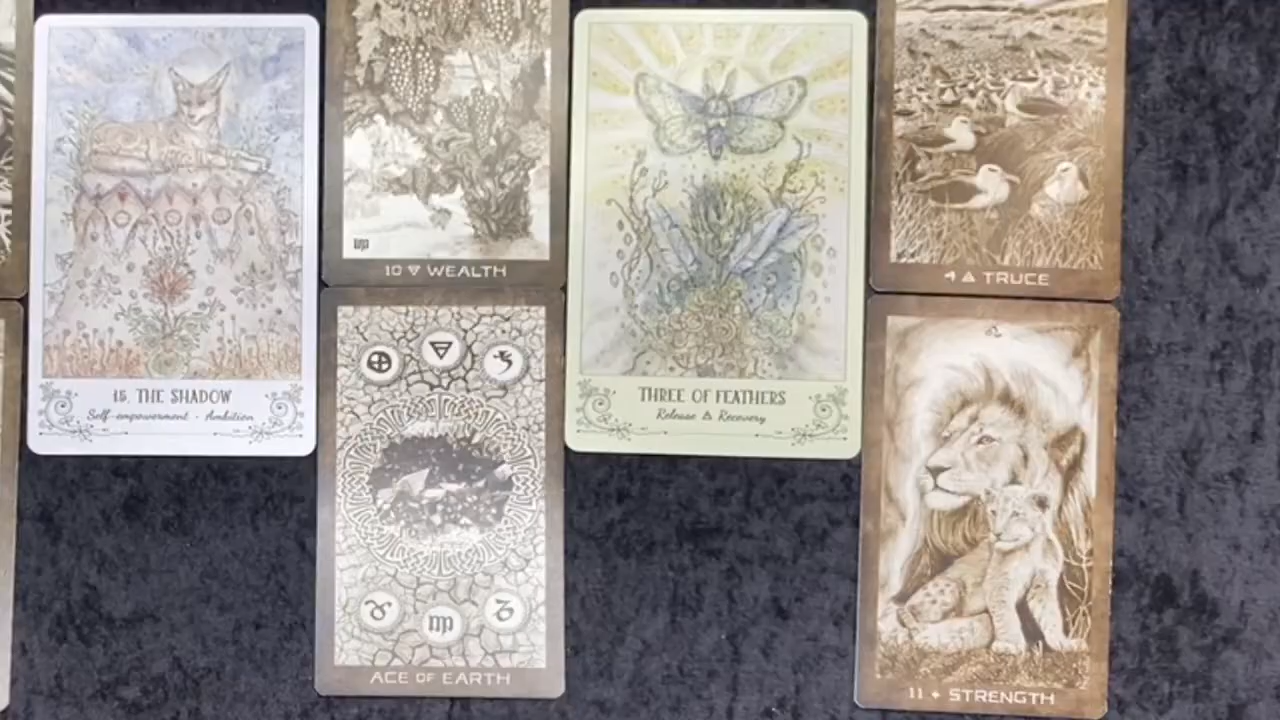 15. THE SHADOW
Self-empowerment · Ambition
10 🜃 WEALTH
ACE OF EARTH
THREE OF FEATHERS
Release & Recovery
4 🜁 TRUCE
11 ✦ STRENGTH